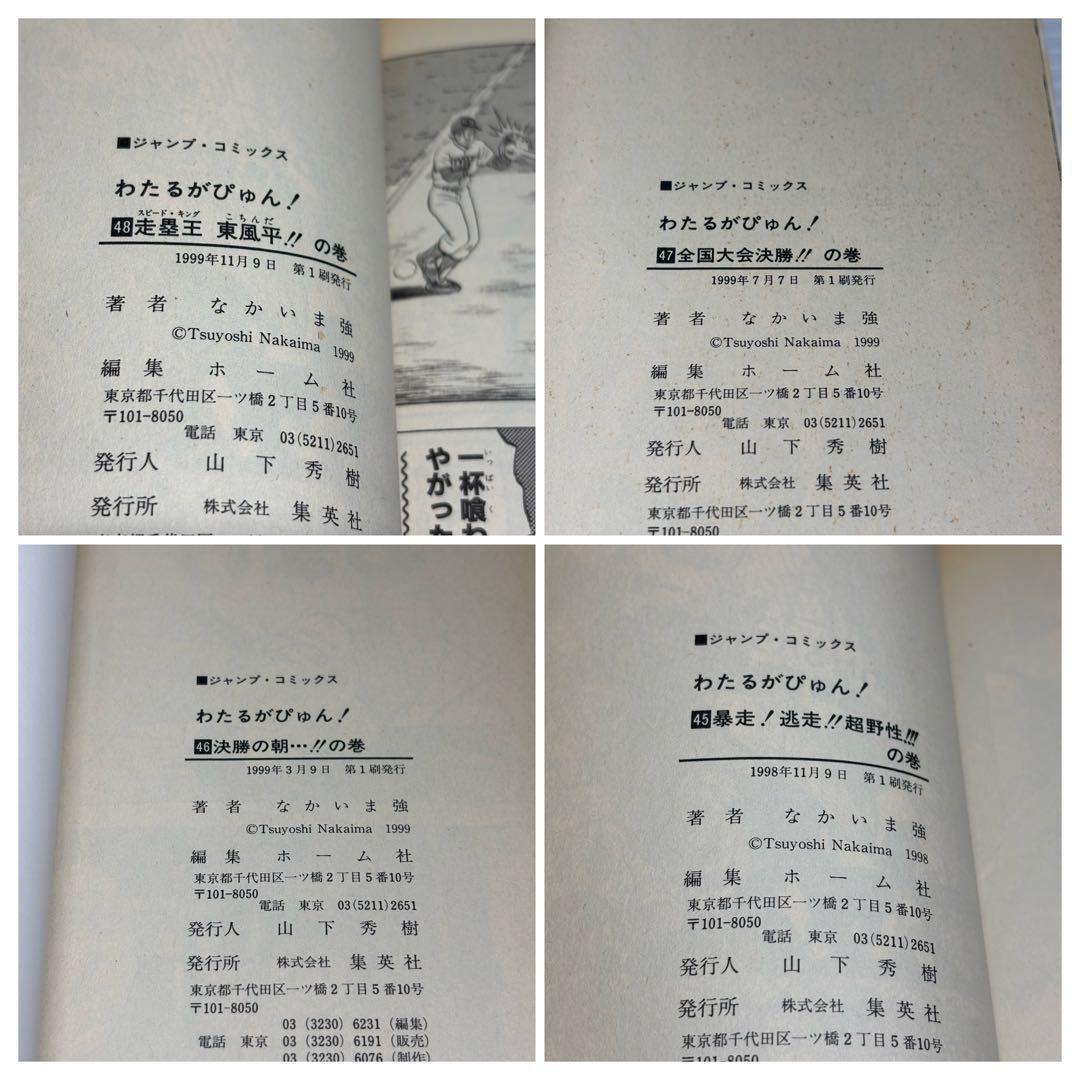 ■ジャンプ・コミックス
わたるがぴゅん!
48走塁王 東風平!! の巻
スピード・キング こちんだ
1999年11月9日 第1刷発行
著者 なかいま強
©Tsuyoshi Nakaima 1999
編集 ホーム社
東京都千代田区一ツ橋2丁目5番10号
〒101-8050
電話 東京 03(5211)2651
発行人 山下秀樹
発行所 株式会社 集英社
一杯喰わ
いっぱいく
やがった
■ジャンプ・コミックス
わたるがぴゅん!
47全国大会決勝!! の巻
1999年7月7日 第1刷発行
著者 なかいま強
©Tsuyoshi Nakaima 1999
編集 ホーム社
東京都千代田区一ツ橋2丁目5番10号
〒101-8050
電話 東京 03(5211)2651
発行人 山下秀樹
発行所 株式会社 集英社
東京都千代田区一ツ橋2丁目5番10号
〒101-8050
■ジャンプ・コミックス
わたるがぴゅん!
46決勝の朝…!!の巻
1999年3月9日 第1刷発行
著者 なかいま強
©Tsuyoshi Nakaima 1999
編集 ホーム社
東京都千代田区一ツ橋2丁目5番10号
〒101-8050
電話 東京 03(5211)2651
発行人 山下秀樹
発行所 株式会社 集英社
東京都千代田区一ツ橋2丁目5番10号
〒101-8050
03(3230)6231(編集)
電話 東京 03(3230)6191(販売)
03(3230)6076(制作)
■ジャンプ・コミックス
わたるがぴゅん!
45暴走!逃走!!超野性!!!
の巻
1998年11月9日 第1刷発行
著者 なかいま強
©Tsuyoshi Nakaima 1998
編集 ホーム社
東京都千代田区一ツ橋2丁目5番10号
〒101-8050
電話 東京 03(5211)2651
発行人 山下秀樹
発行所 株式会社 集英社
東京都千代田区一ツ橋2丁目5番10号
〒101-8050